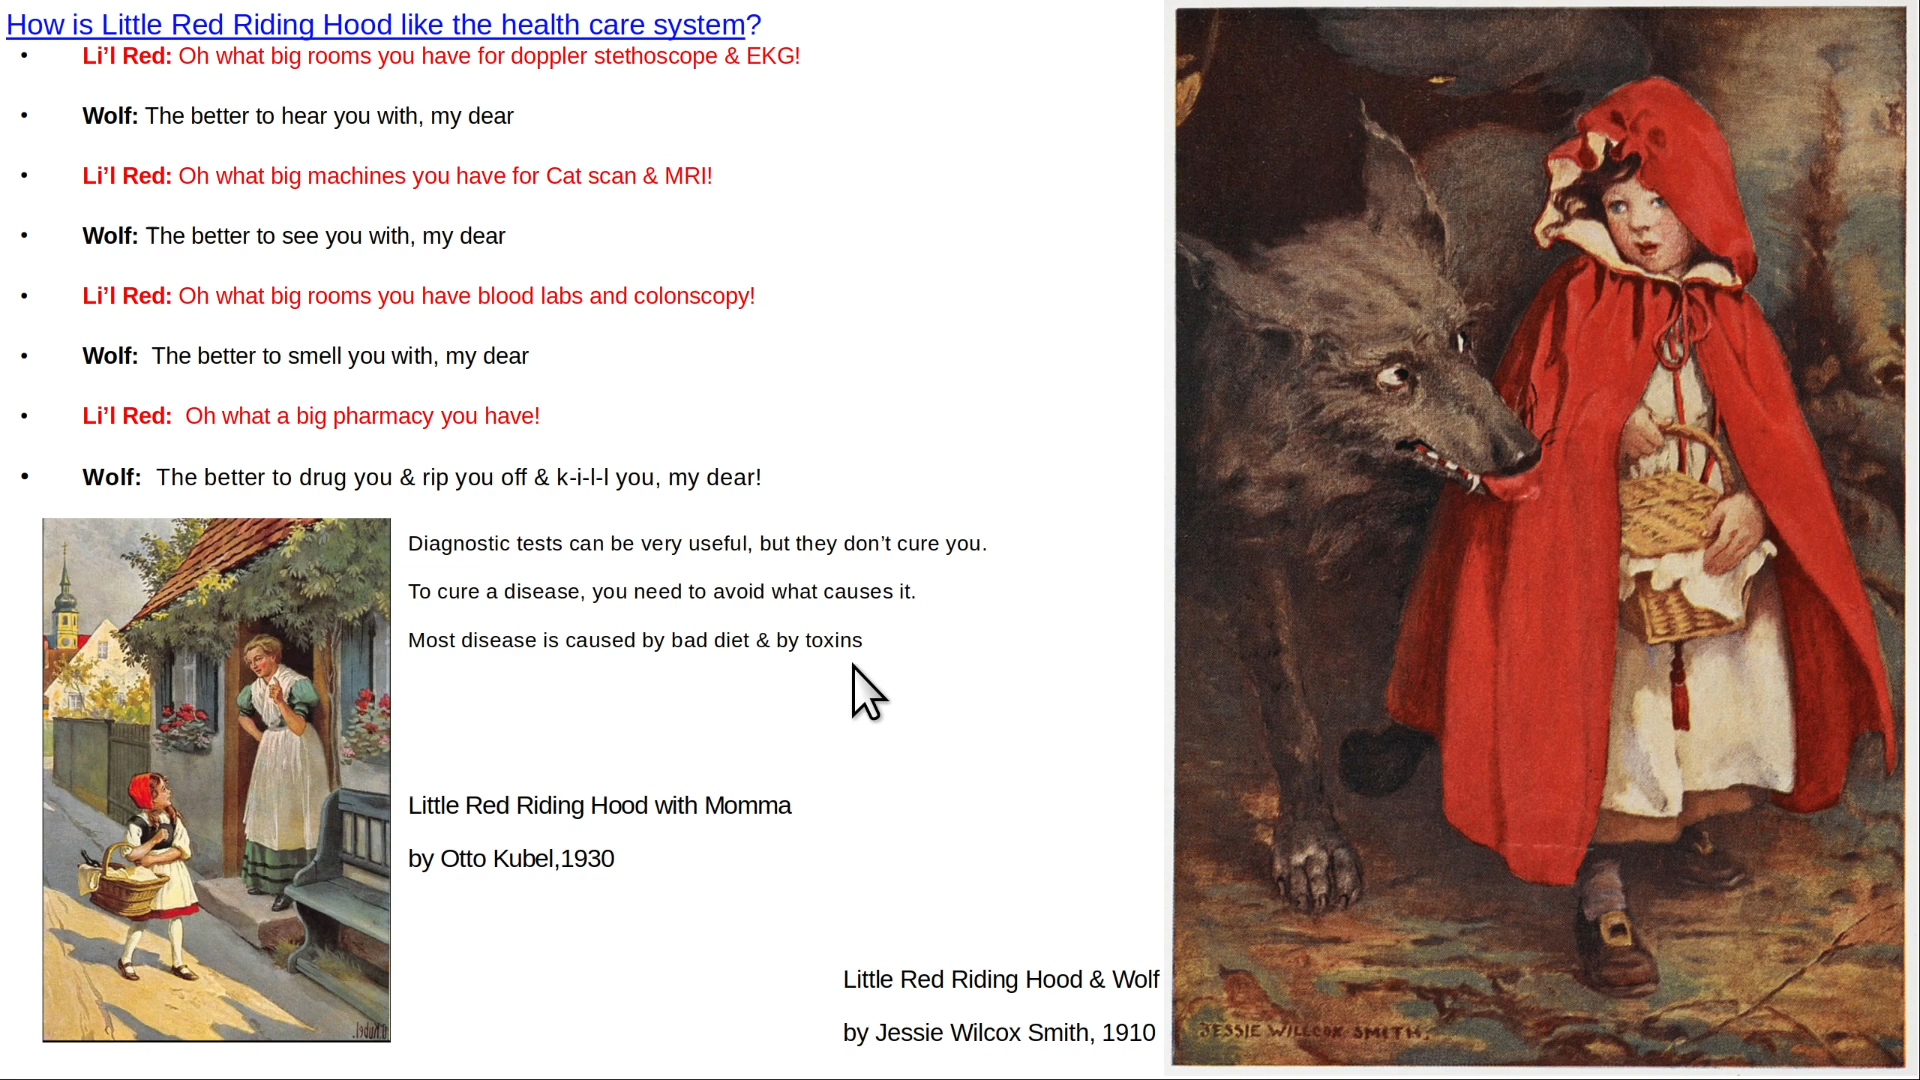 How is Little Red Riding Hood like the health care system?
• Li’l Red: Oh what big rooms you have for doppler stethoscope & EKG!
• Wolf: The better to hear you with, my dear
• Li’l Red: Oh what big machines you have for Cat scan & MRI!
• Wolf: The better to see you with, my dear
• Li’l Red: Oh what big rooms you have blood labs and colonscopy!
• Wolf: The better to smell you with, my dear
• Li’l Red: Oh what a big pharmacy you have!
• Wolf: The better to drug you & rip you off & k-i-l-l you, my dear!
Diagnostic tests can be very useful, but they don’t cure you.
To cure a disease, you need to avoid what causes it.
Most disease is caused by bad diet & by toxins
Little Red Riding Hood with Momma
by Otto Kubel,1930
Little Red Riding Hood & Wolf
by Jessie Wilcox Smith, 1910
JESSIE WILLCOX SMITH.